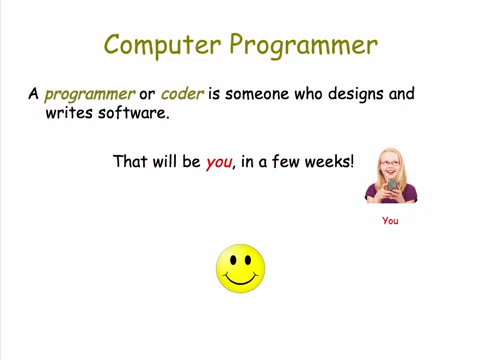 Computer Programmer
A programmer or coder is someone who designs and
writes software.
That will be you, in a few weeks!
You